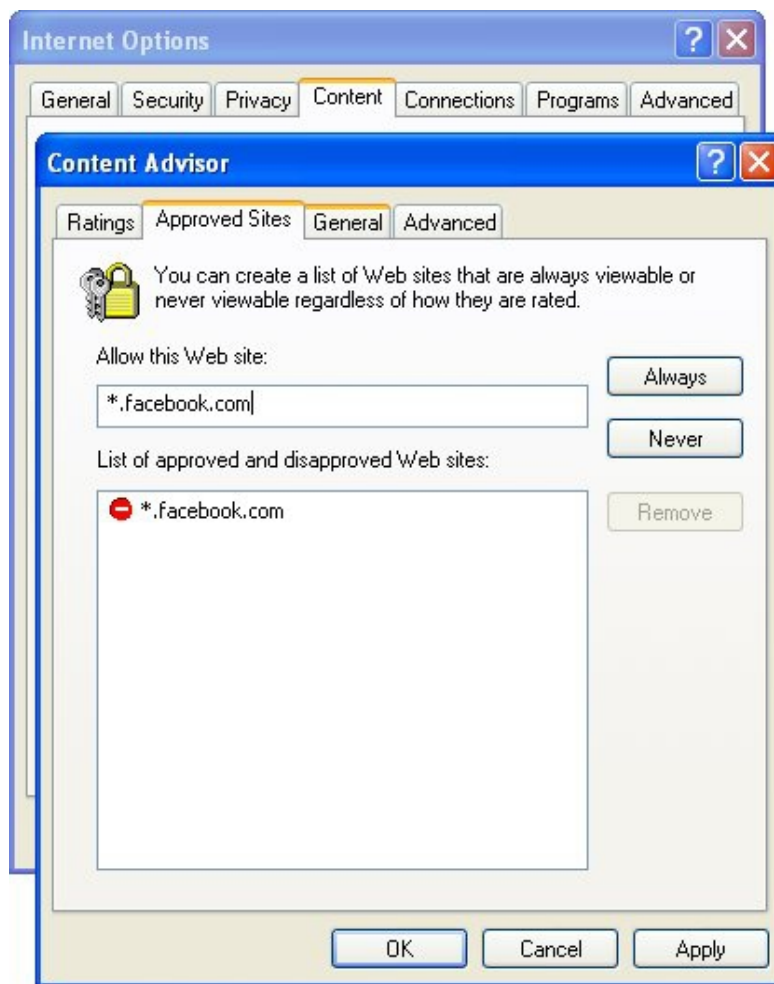 Internet Options
General Security Privacy Content Connections Programs Advanced
Content Advisor
Ratings Approved Sites General Advanced
You can create a list of Web sites that are always viewable or
never viewable regardless of how they are rated.
Allow this Web site:
*.facebook.com
Always
Never
List of approved and disapproved Web sites:
*.facebook.com
Remove
OK Cancel Apply